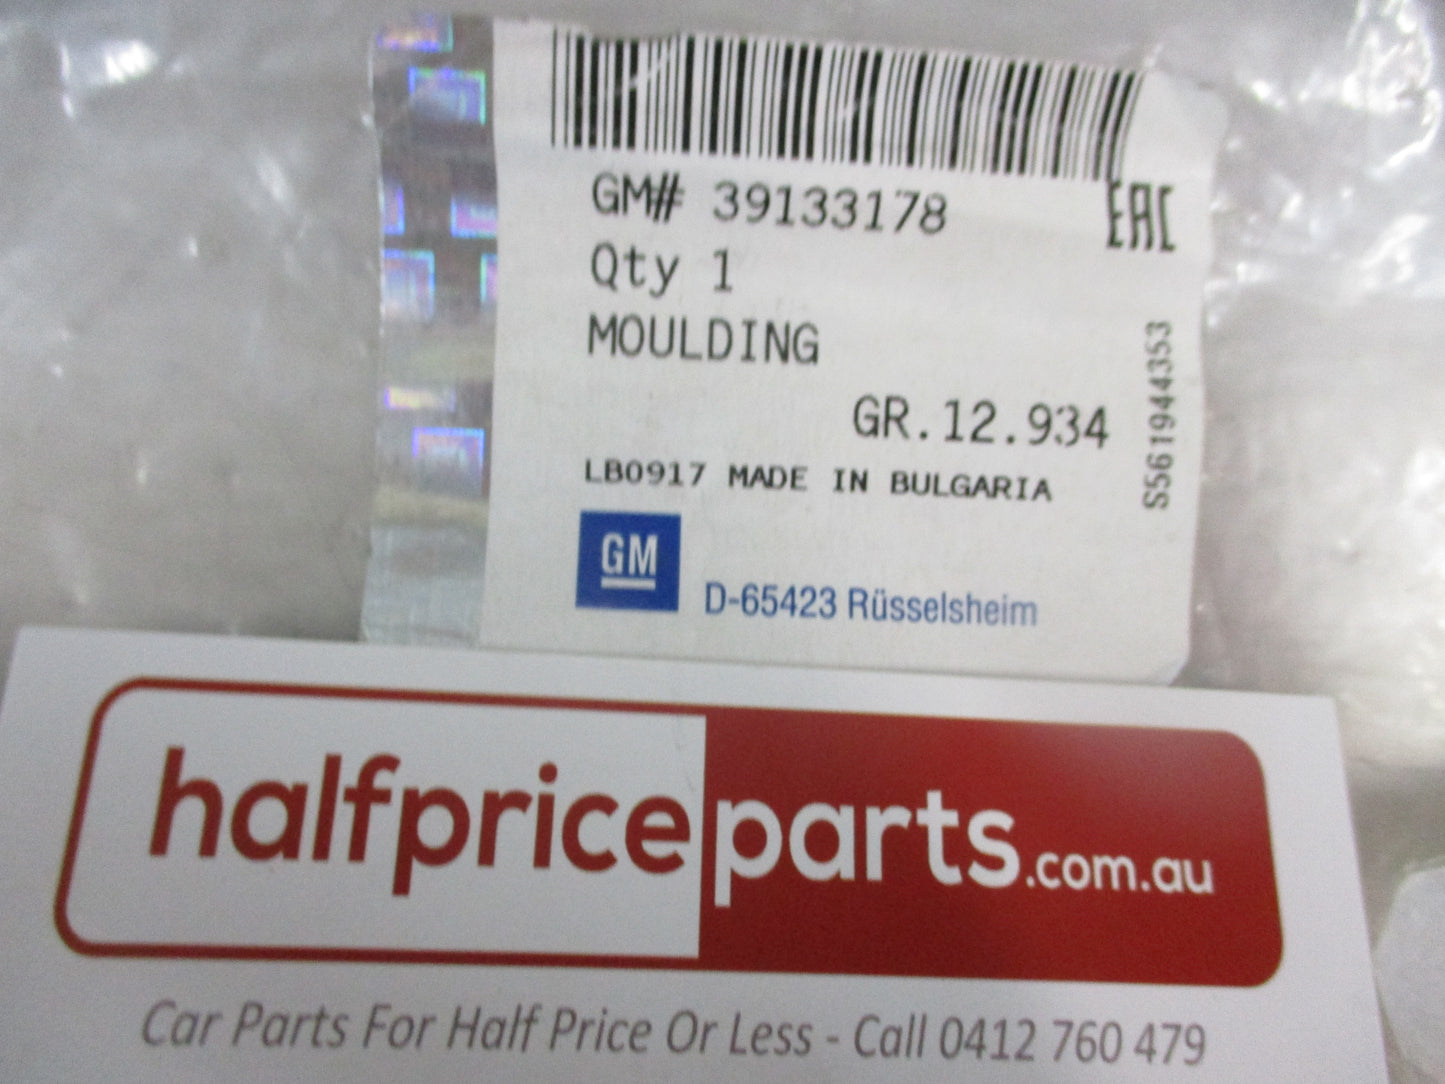 GM# 39133178
EAC
Qty 1
MOULDING
GR.12.934
S561944353
LB0917 MADE IN BULGARIA
GM
D-65423 Rüsselsheim
halfpriceparts.com.au
Car Parts For Half Price Or Less - Call 0412 760 479